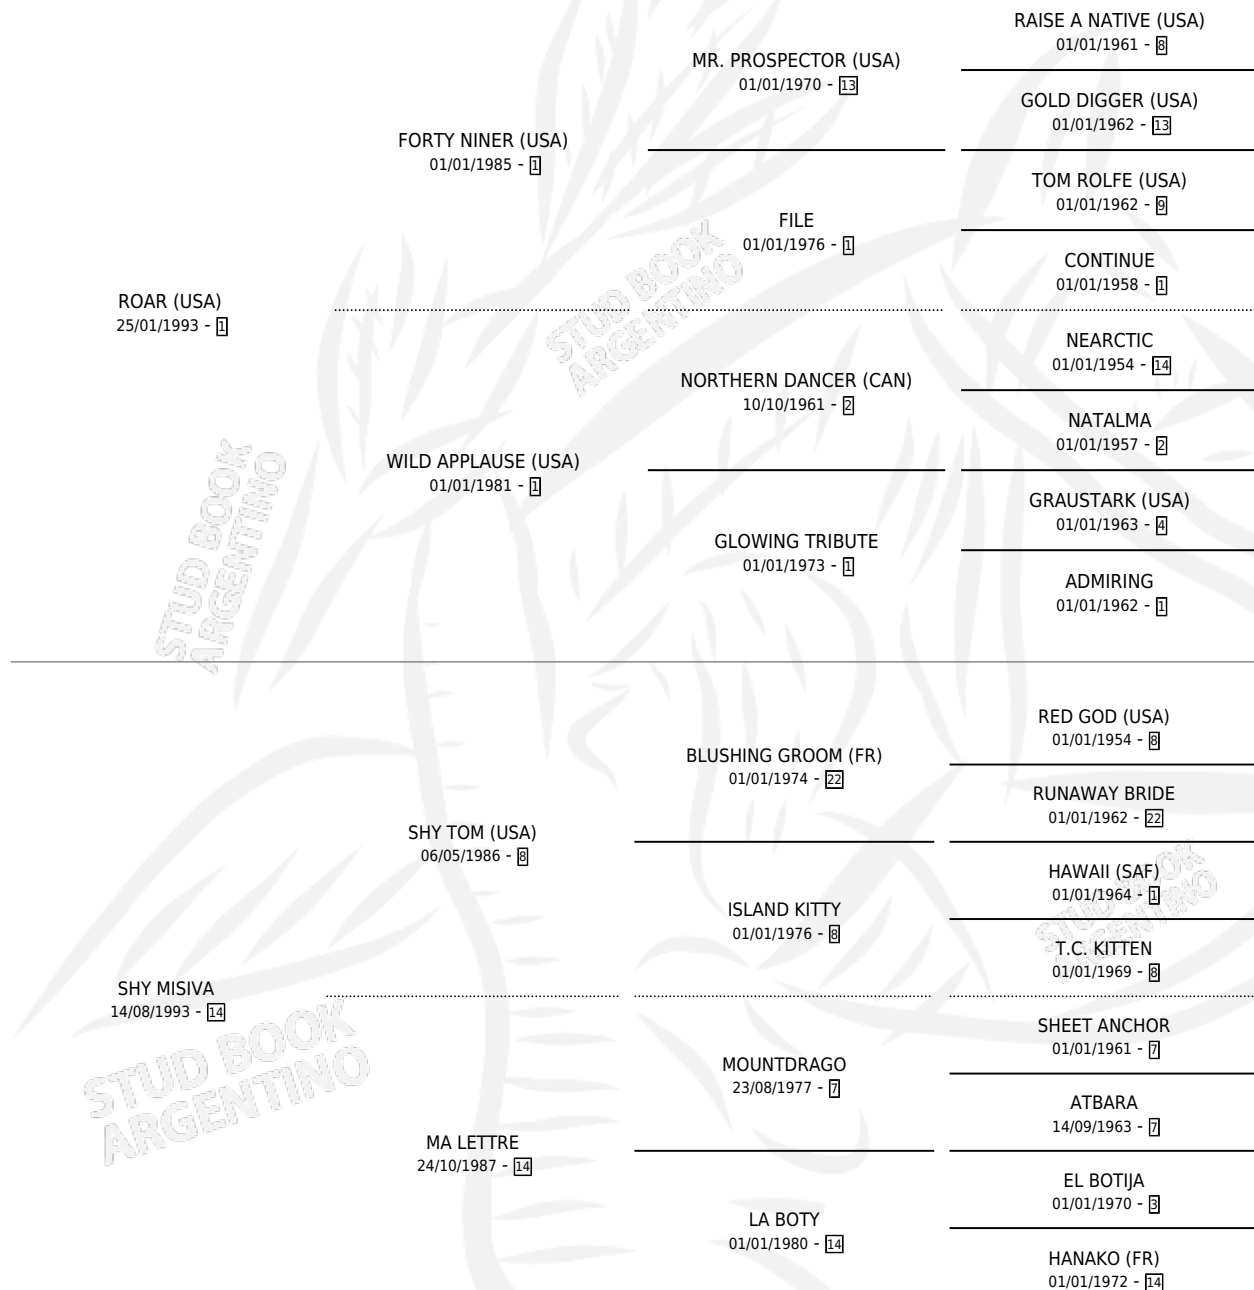 RAISE A NATIVE (USA)
01/01/1961 - 8
MR. PROSPECTOR (USA)
01/01/1970 - 13
GOLD DIGGER (USA)
01/01/1962 - 13
FORTY NINER (USA)
01/01/1985 - 1
TOM ROLFE (USA)
01/01/1962 - 9
FILE
01/01/1976 - 1
CONTINUE
01/01/1958 - 1
ROAR (USA)
25/01/1993 - 1
NEARCTIC
01/01/1954 - 14
NORTHERN DANCER (CAN)
10/10/1961 - 2
NATALMA
01/01/1957 - 2
WILD APPLAUSE (USA)
01/01/1981 - 1
GRAUSTARK (USA)
01/01/1963 - 4
GLOWING TRIBUTE
01/01/1973 - 1
ADMIRING
01/01/1962 - 1
RED GOD (USA)
01/01/1954 - 8
BLUSHING GROOM (FR)
01/01/1974 - 22
RUNAWAY BRIDE
01/01/1962 - 22
SHY TOM (USA)
06/05/1986 - 8
HAWAII (SAF)
01/01/1964 - 1
ISLAND KITTY
01/01/1976 - 8
T.C. KITTEN
01/01/1969 - 8
SHY MISIVA
14/08/1993 - 14
SHEET ANCHOR
01/01/1961 - 7
MOUNTDRAGO
23/08/1977 - 7
ATBARA
14/09/1963 - 7
MA LETTRE
24/10/1987 - 14
EL BOTIJA
01/01/1970 - 3
LA BOTY
01/01/1980 - 14
HANAKO (FR)
01/01/1972 - 14
STUD BOOK
ARGENTINO
STUD BOOK
ARGENTINO
STUD BOOK
ARGENTINO
STUD BOOK
ARGENTINO